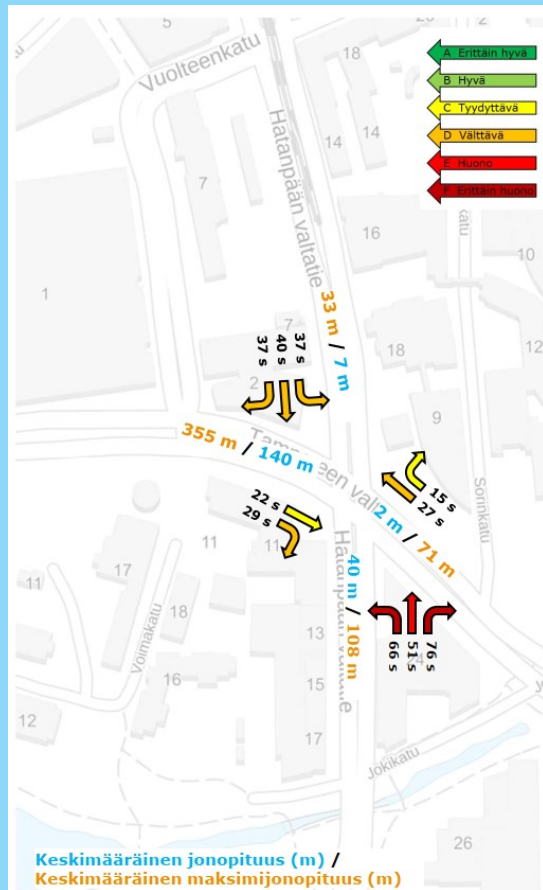 5
Vuolteenkatu
18
2
A Erittäin hyvä
B Hyvä
C Tyydyttävä
D Välttävä
E Huono
F Erittäin huono
Hatanpään valtatie
14
14
7
16
10
1
33 m / 7 m
12
7
18
37 s
40 s
37 s
2
9
355 m / 140 m
15 s
27 s
Sorinkatu
22 s
29 s
2 m / 71 m
11
11
11
17
40 m / 108 m
18
Voimakatu
13
66 s
51 s
76 s
16
15
12
17
Jokikatu
26
Keskimääräinen jonopituus (m) /
Keskimääräinen maksimijonopituus (m)